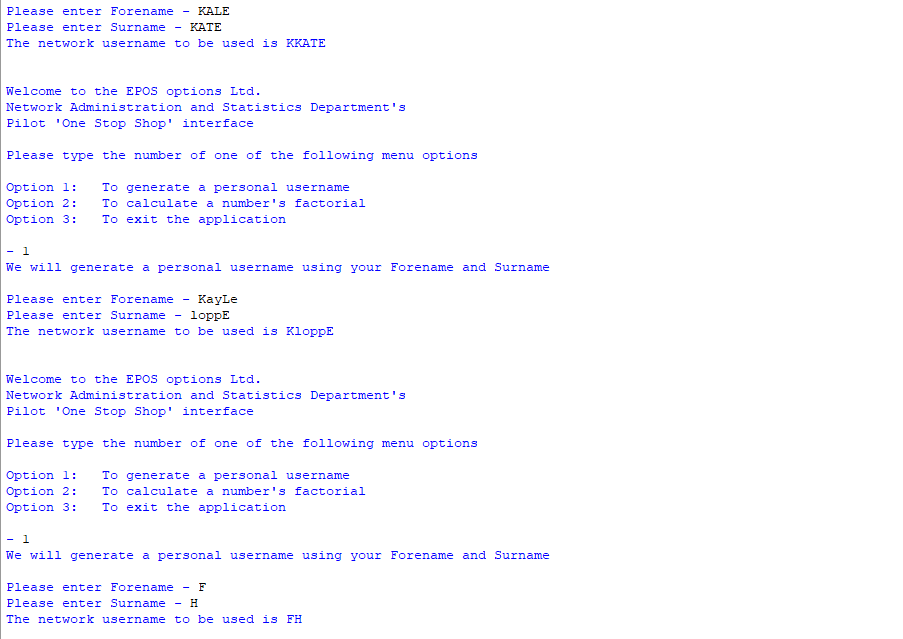 Please enter Forename - KALE
Please enter Surname - KATE
The network username to be used is KKATE
Welcome to the EPOS options Ltd.
Network Administration and Statistics Department's
Pilot 'One Stop Shop' interface
Please type the number of one of the following menu options
Option 1:   To generate a personal username
Option 2:   To calculate a number's factorial
Option 3:   To exit the application
- 1
We will generate a personal username using your Forename and Surname
Please enter Forename - KayLe
Please enter Surname - loppE
The network username to be used is KloppE
Welcome to the EPOS options Ltd.
Network Administration and Statistics Department's
Pilot 'One Stop Shop' interface
Please type the number of one of the following menu options
Option 1:   To generate a personal username
Option 2:   To calculate a number's factorial
Option 3:   To exit the application
- 1
We will generate a personal username using your Forename and Surname
Please enter Forename - F
Please enter Surname - H
The network username to be used is FH